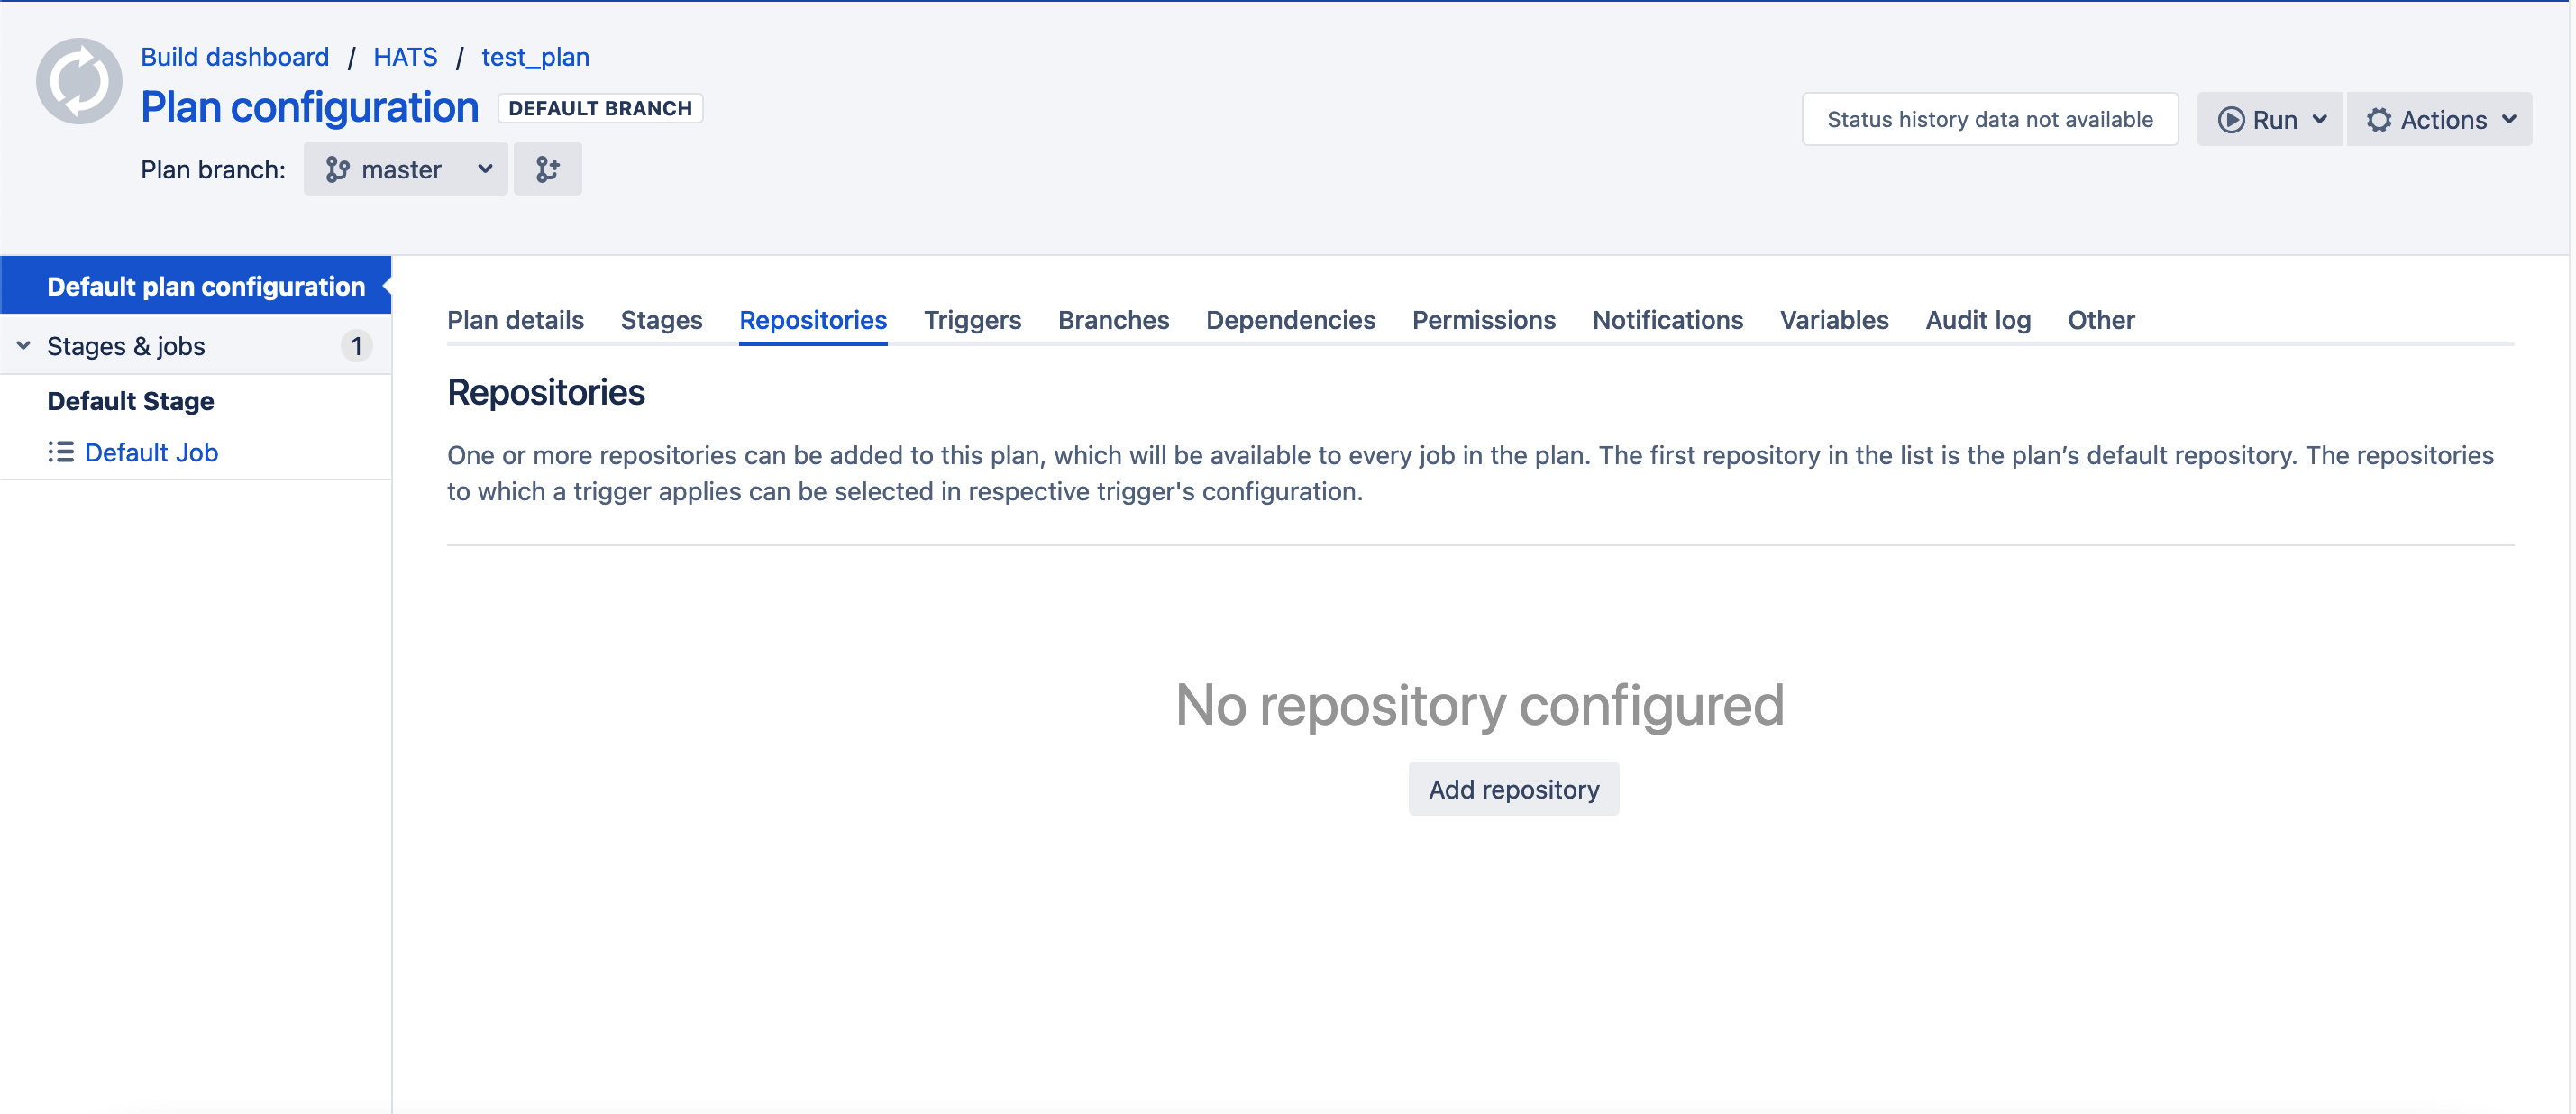 Build dashboard / HATS / test_plan
Plan configuration DEFAULT BRANCH
Plan branch: master
Status history data not available
Run
Actions
Default plan configuration
Stages & jobs 1
Default Stage
Default Job
Plan details Stages Repositories Triggers Branches Dependencies Permissions Notifications Variables Audit log Other
Repositories
One or more repositories can be added to this plan, which will be available to every job in the plan. The first repository in the list is the plan’s default repository. The repositories
to which a trigger applies can be selected in respective trigger's configuration.
No repository configured
Add repository